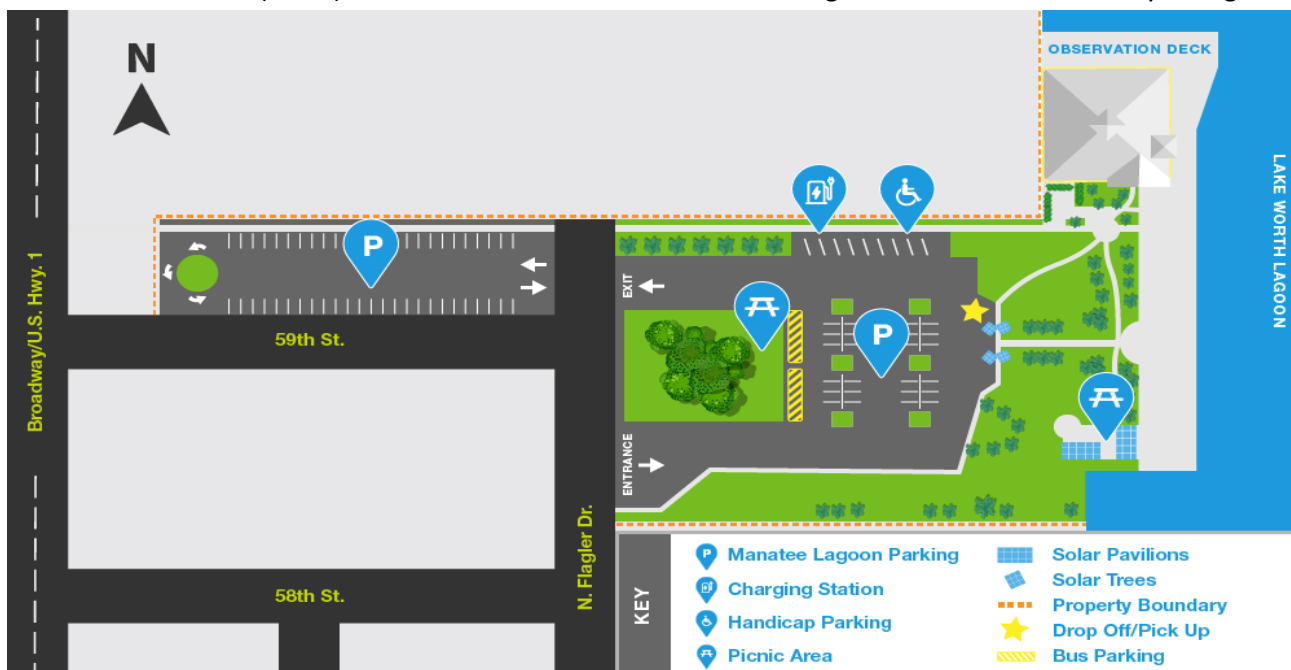 N
OBSERVATION DECK
LAKE WORTH LAGOON
P
Broadway/U.S. Hwy. 1
59th St.
EXIT
P
ENTRANCE
N. Flagler Dr.
58th St.
KEY
P Manatee Lagoon Parking
Charging Station
Handicap Parking
Picnic Area
Solar Pavilions
Solar Trees
Property Boundary
Drop Off/Pick Up
Bus Parking